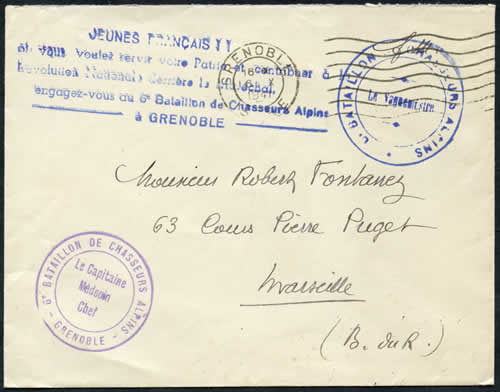 JEUNES FRANÇAIS !!
si vous voulez servir votre Patrie et contribuer à
Révolution Nationale derrière le Maréchal.
engagez-vous au 6e Bataillon de Chasseurs Alpins
à GRENOBLE
GRENOBLE
6e BATAILLON CHASSEURS ALPINS
Le Vaguemestre
Monsieur Robert Fontanez
63 Cours Pierre Puget
Marseille
(B. du R.)
6e BATAILLON DE CHASSEURS ALPINS
- GRENOBLE -
Le Capitaine
Médecin
Chef